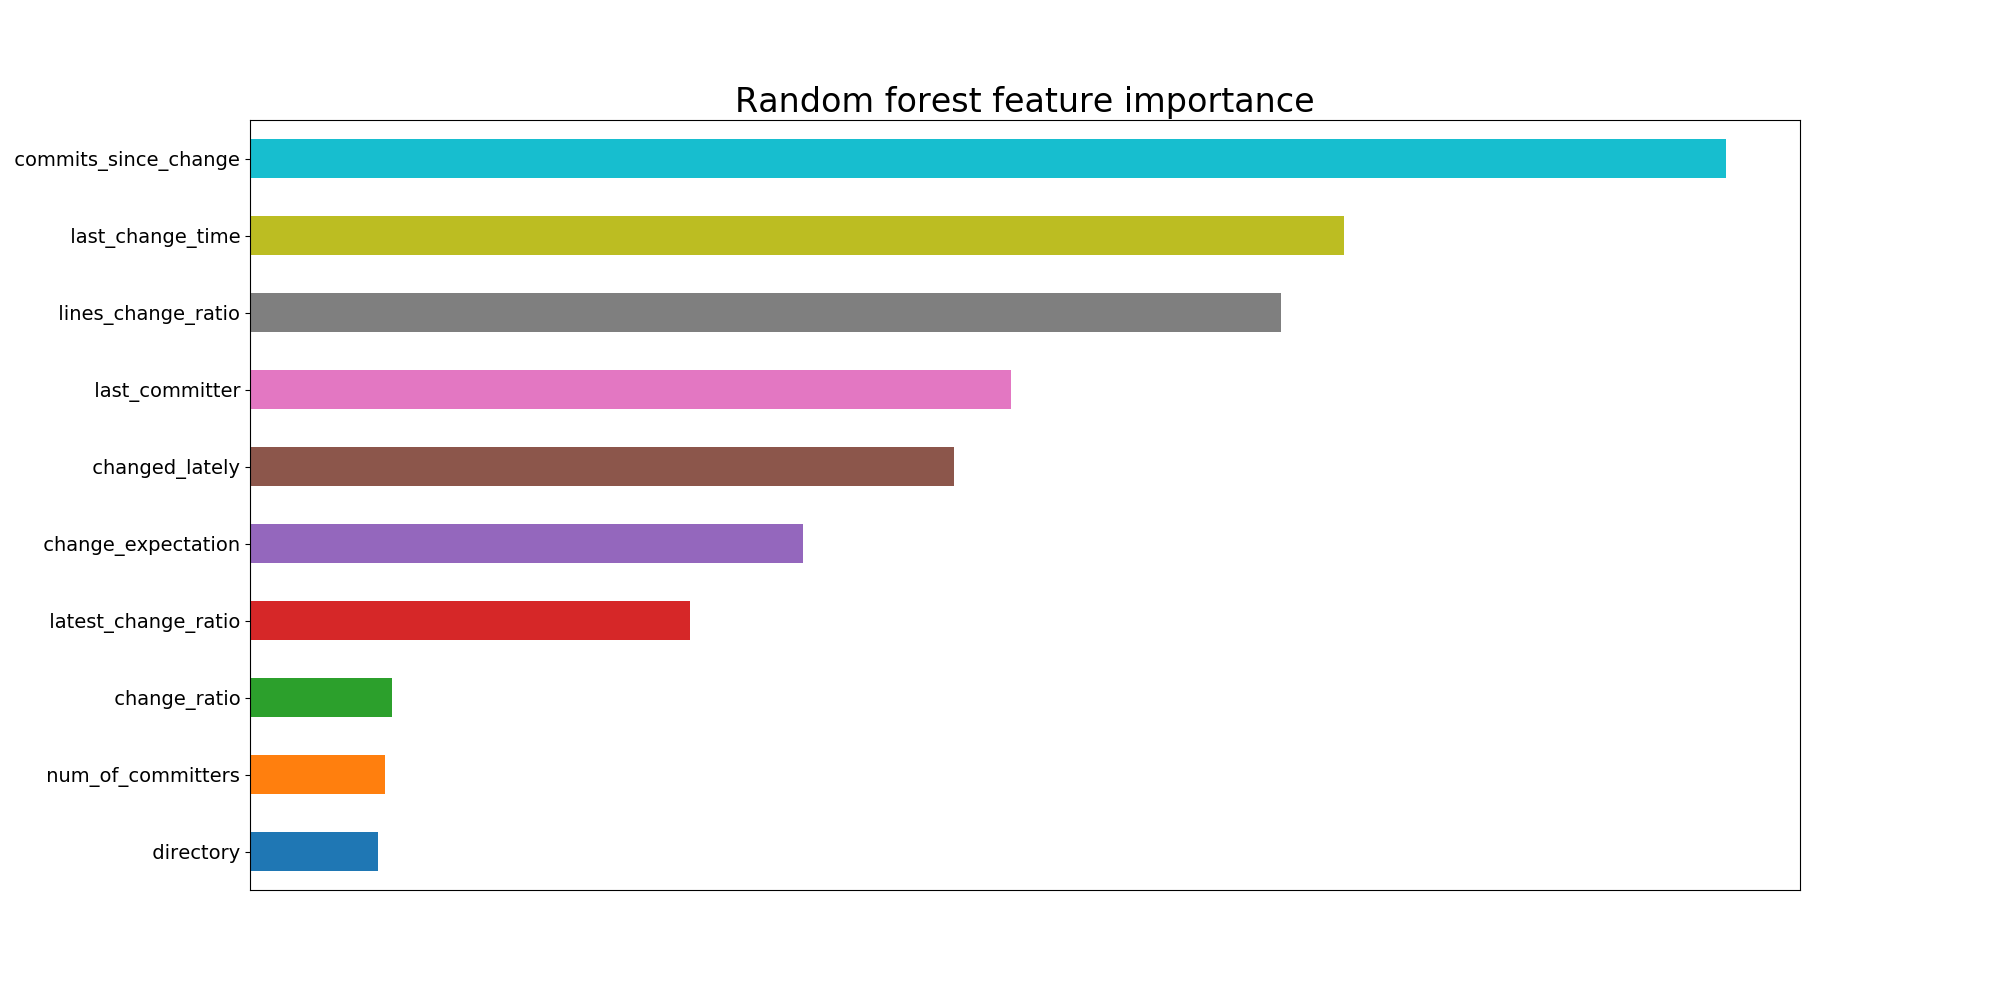 Random forest feature importance
commits_since_change
last_change_time
lines_change_ratio
last_committer
changed_lately
change_expectation
latest_change_ratio
change_ratio
num_of_committers
directory